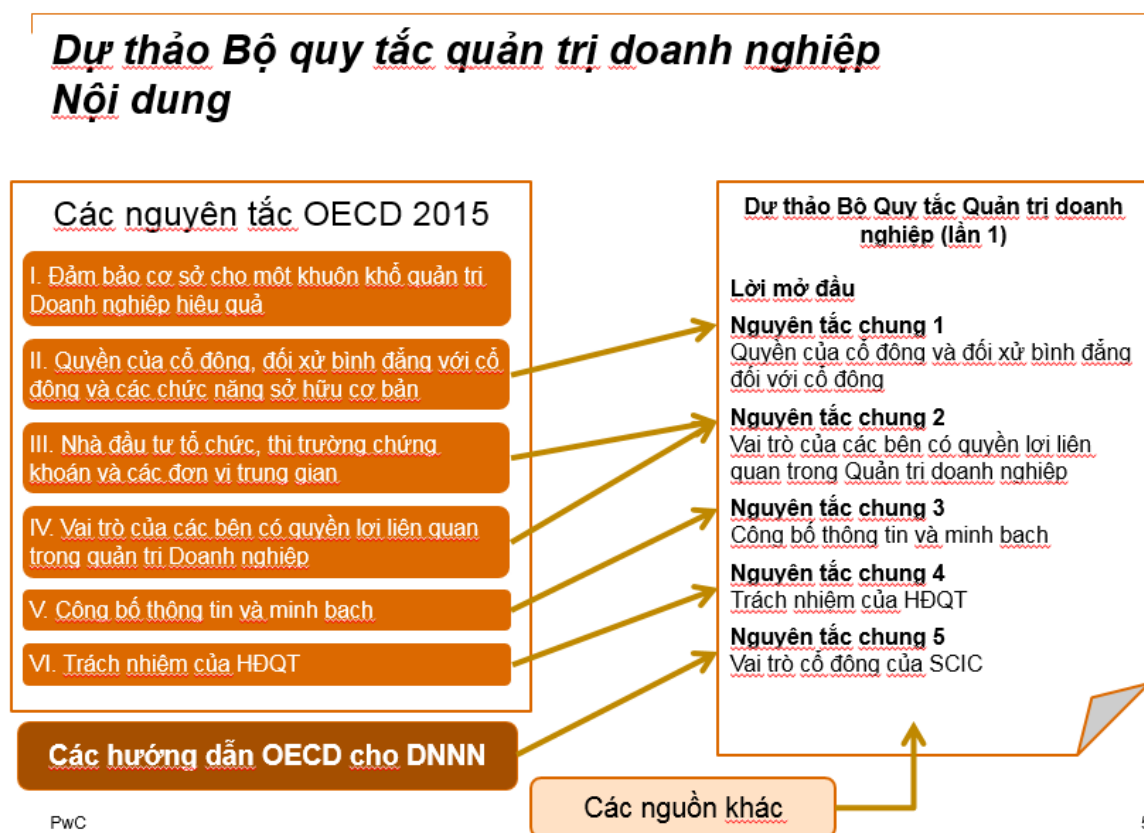 Dự thảo Bộ quy tắc quản trị doanh nghiệp
Nội dung
Các nguyên tắc OECD 2015
I. Đảm bảo cơ sở cho một khuôn khổ quản trị
Doanh nghiệp hiệu quả
II. Quyền của cổ đông, đối xử bình đẳng với cổ
đông và các chức năng sở hữu cơ bản
III. Nhà đầu tư tổ chức, thị trường chứng
khoán và các đơn vị trung gian
IV. Vai trò của các bên có quyền lợi liên quan
trong quản trị Doanh nghiệp
V. Công bố thông tin và minh bạch
VI. Trách nhiệm của HĐQT
Các hướng dẫn OECD cho DNNN
Dự thảo Bộ Quy tắc Quản trị doanh
nghiệp (lần 1)
Lời mở đầu
Nguyên tắc chung 1
Quyền của cổ đông và đối xử bình đẳng
đối với cổ đông
Nguyên tắc chung 2
Vai trò của các bên có quyền lợi liên
quan trong Quản trị doanh nghiệp
Nguyên tắc chung 3
Công bố thông tin và minh bạch
Nguyên tắc chung 4
Trách nhiệm của HĐQT
Nguyên tắc chung 5
Vai trò cổ đông của SCIC
Các nguồn khác
PwC
5